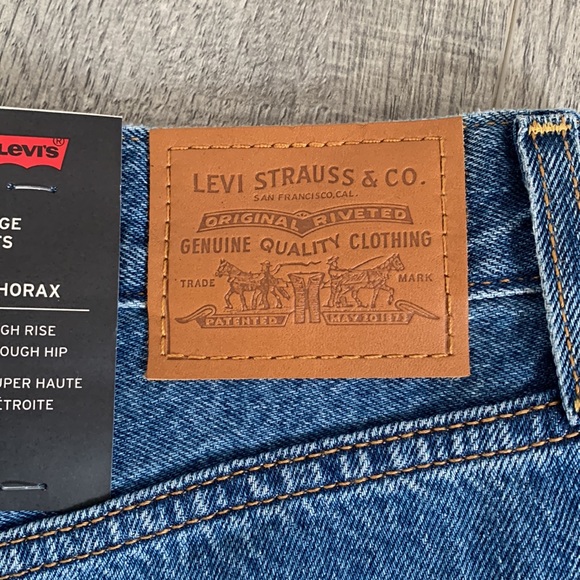 Levi's®
GE
TS
HORAX
GH RISE
OUGH HIP
UPER HAUTE
ÉTROITE
LEVI STRAUSS & CO.
SAN FRANCISCO, CAL.
ORIGINAL RIVETED
GENUINE QUALITY CLOTHING
TRADE MARK
PATENTED MAY 20 1873